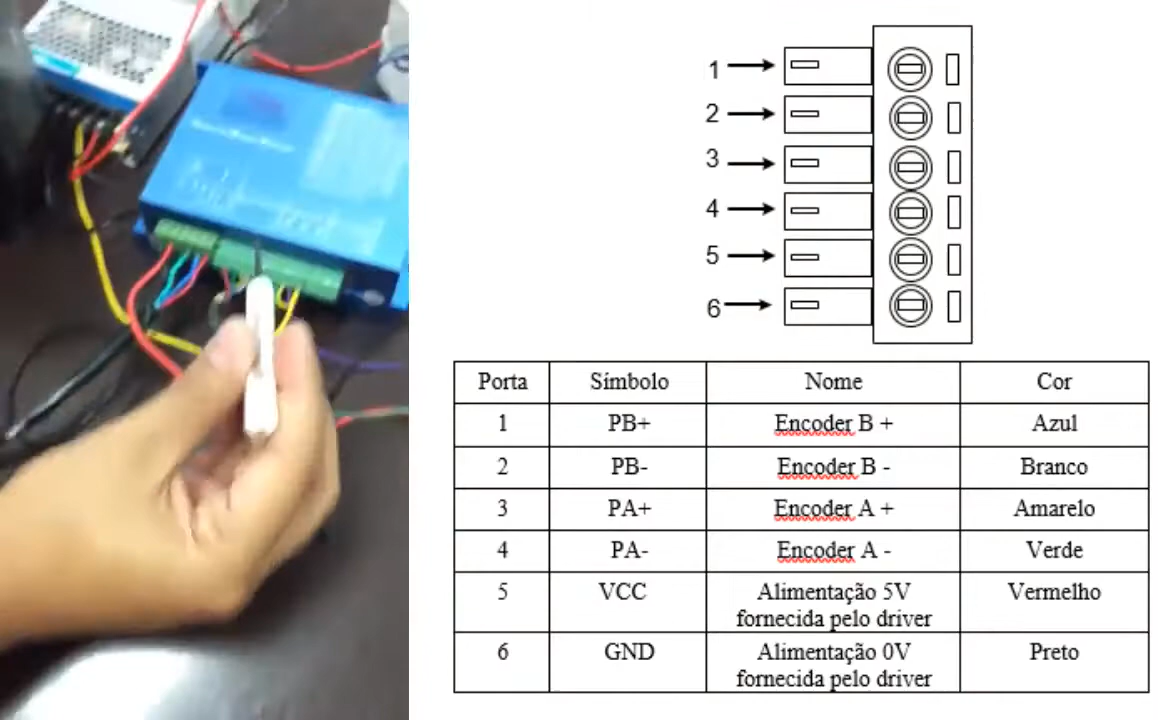 1
2
3
4
5
6
Porta Símbolo Nome Cor
1 PB+ Encoder B + Azul
2 PB- Encoder B - Branco
3 PA+ Encoder A + Amarelo
4 PA- Encoder A - Verde
5 VCC Alimentação 5V Vermelho
fornecida pelo driver
6 GND Alimentação 0V Preto
fornecida pelo driver